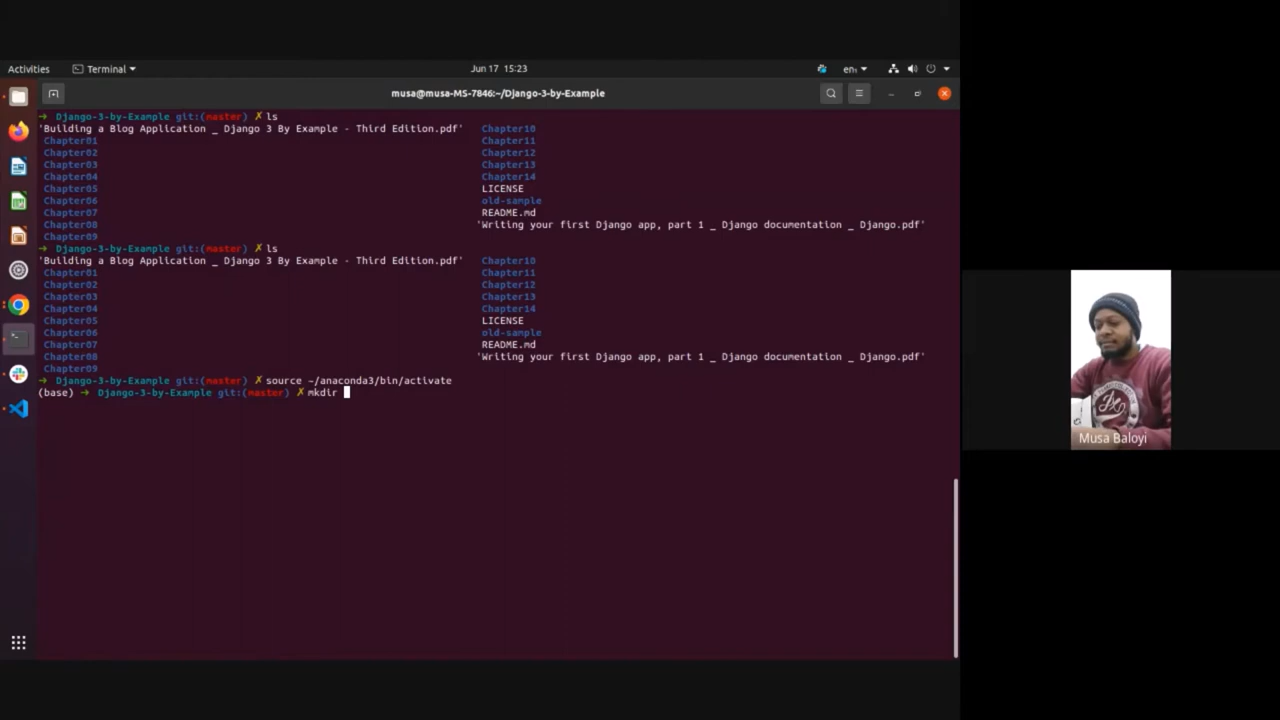 Activities Terminal Jun 17 15:23 en₁
musa@musa-MS-7846:~/Django-3-by-Example
→ Django-3-by-Example git:(master) ✗ ls
'Building a Blog Application _ Django 3 By Example - Third Edition.pdf' Chapter10
Chapter01 Chapter11
Chapter02 Chapter12
Chapter03 Chapter13
Chapter04 Chapter14
Chapter05 LICENSE
Chapter06 old-sample
Chapter07 README.md
Chapter08 'Writing your first Django app, part 1 _ Django documentation _ Django.pdf'
Chapter09
→ Django-3-by-Example git:(master) ✗ ls
'Building a Blog Application _ Django 3 By Example - Third Edition.pdf' Chapter10
Chapter01 Chapter11
Chapter02 Chapter12
Chapter03 Chapter13
Chapter04 Chapter14
Chapter05 LICENSE
Chapter06 old-sample
Chapter07 README.md
Chapter08 'Writing your first Django app, part 1 _ Django documentation _ Django.pdf'
Chapter09
→ Django-3-by-Example git:(master) ✗ source ~/anaconda3/bin/activate
(base) → Django-3-by-Example git:(master) ✗ mkdir
Musa Baloyi